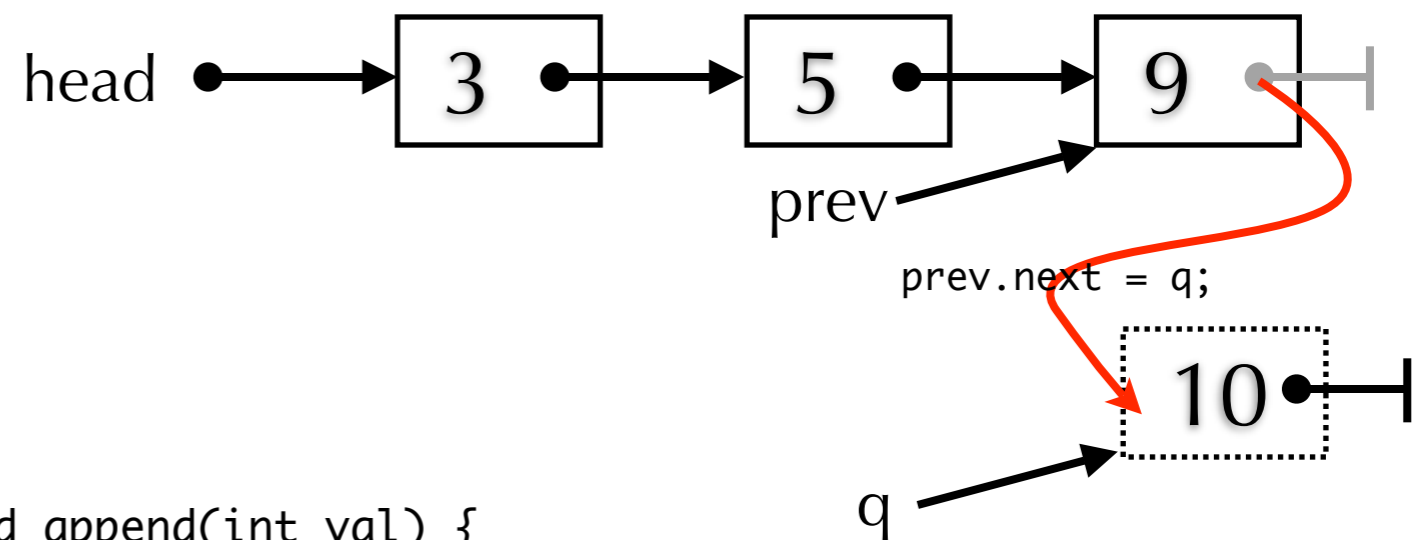 head 3 5 9
prev
prev.next = q;
10
q
d append(int val) {